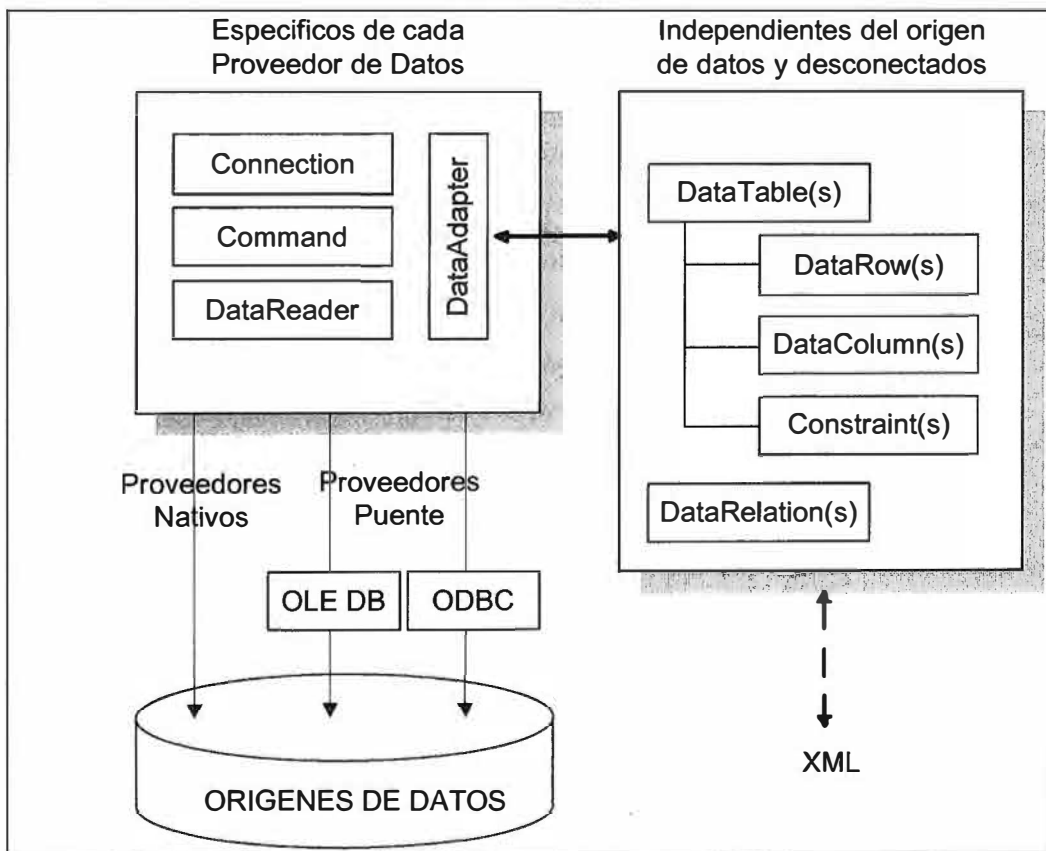 Especificos de cada
Proveedor de Datos
Connection
Command
DataReader
DataAdapter
Independientes del origen
de datos y desconectados
DataTable(s)
DataRow(s)
DataColumn(s)
Constraint(s)
DataRelation(s)
Proveedores
Nativos
Proveedores
Puente
OLE DB
ODBC
ORIGENES DE DATOS
XML